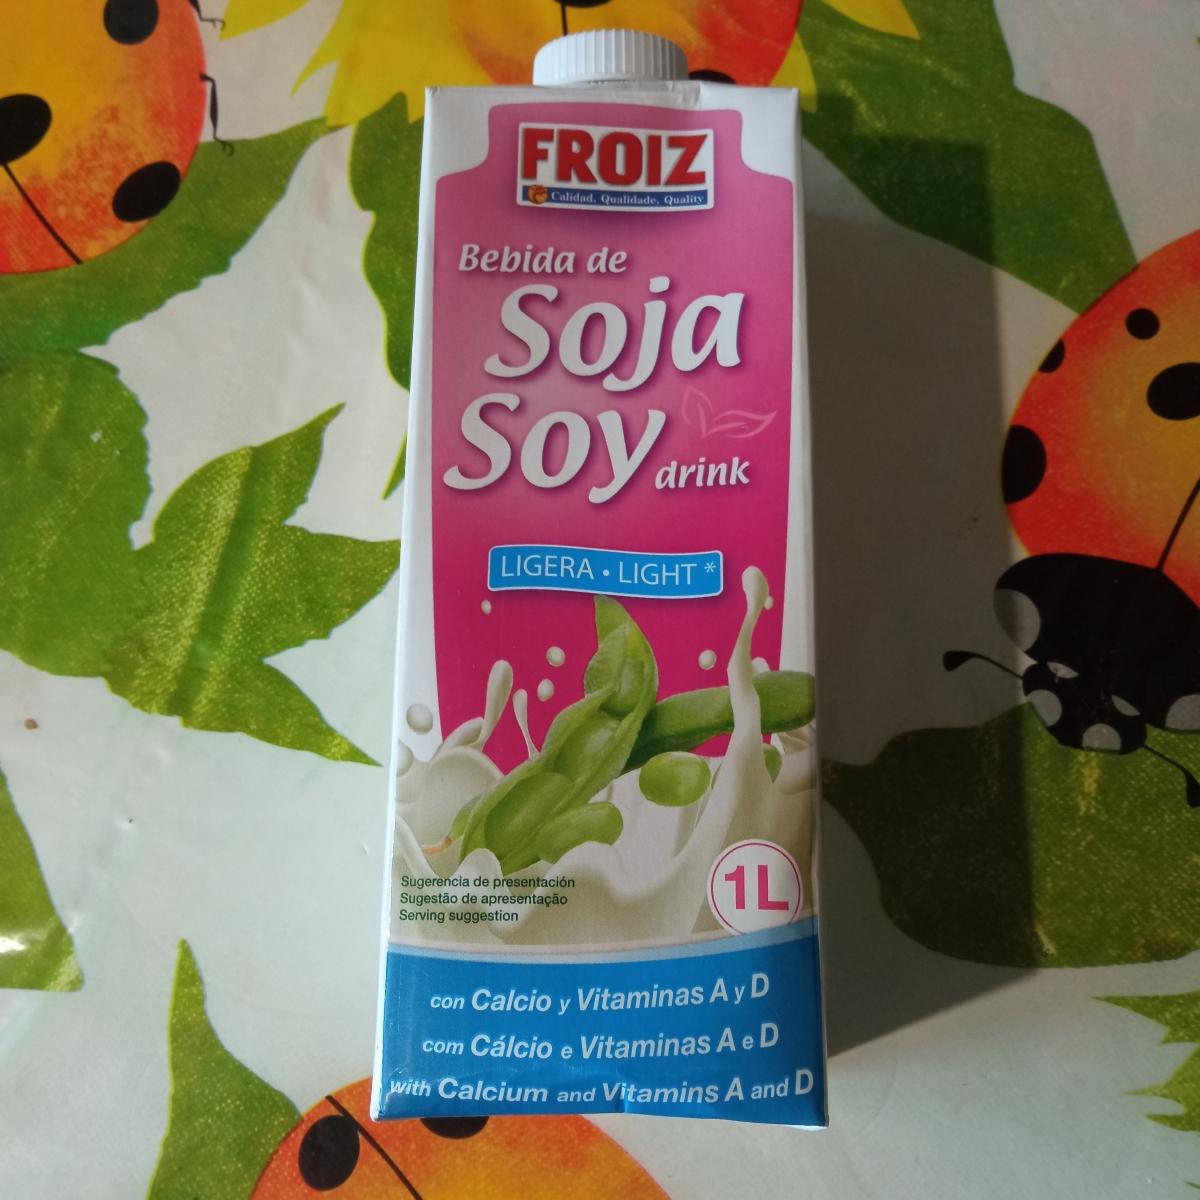 FROIZ
Calidad, Qualidade, Quality
Bebida de
Soja
Soy drink
LIGERA • LIGHT *
Sugerencia de presentación
Sugestão de apresentação
Serving suggestion
1L
con Calcio y Vitaminas A y D
com Cálcio e Vitaminas A e D
with Calcium and Vitamins A and D